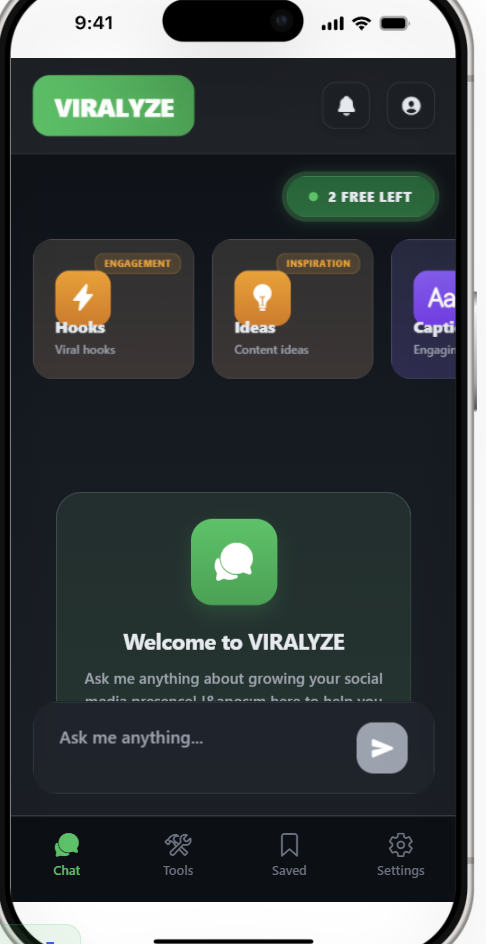 9:41
VIRALYZE
2 FREE LEFT
ENGAGEMENT
Hooks
Viral hooks
INSPIRATION
Ideas
Content ideas
Aa
Capti
Engagin
Welcome to VIRALYZE
Ask me anything about growing your social
media presence! I&apos;m here to help you
Ask me anything...
Chat
Tools
Saved
Settings